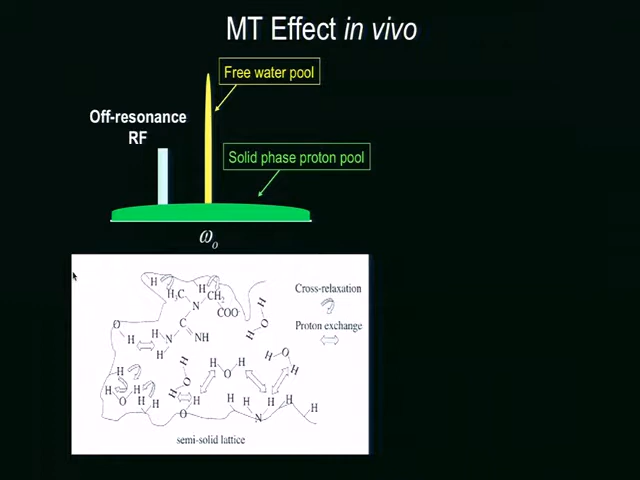 MT Effect in vivo
Free water pool
Off-resonance
RF
Solid phase proton pool
ω₀
H
H₃C
H
CH₂
N
COO
C
NH
N
H
H
O
H
H
O
H
H
O
H
H
O
H
H
O
H
H
O
H
H
H
H
O
H
H
H
N
H
H
H
Cross-relaxation
Proton exchange
semi-solid lattice